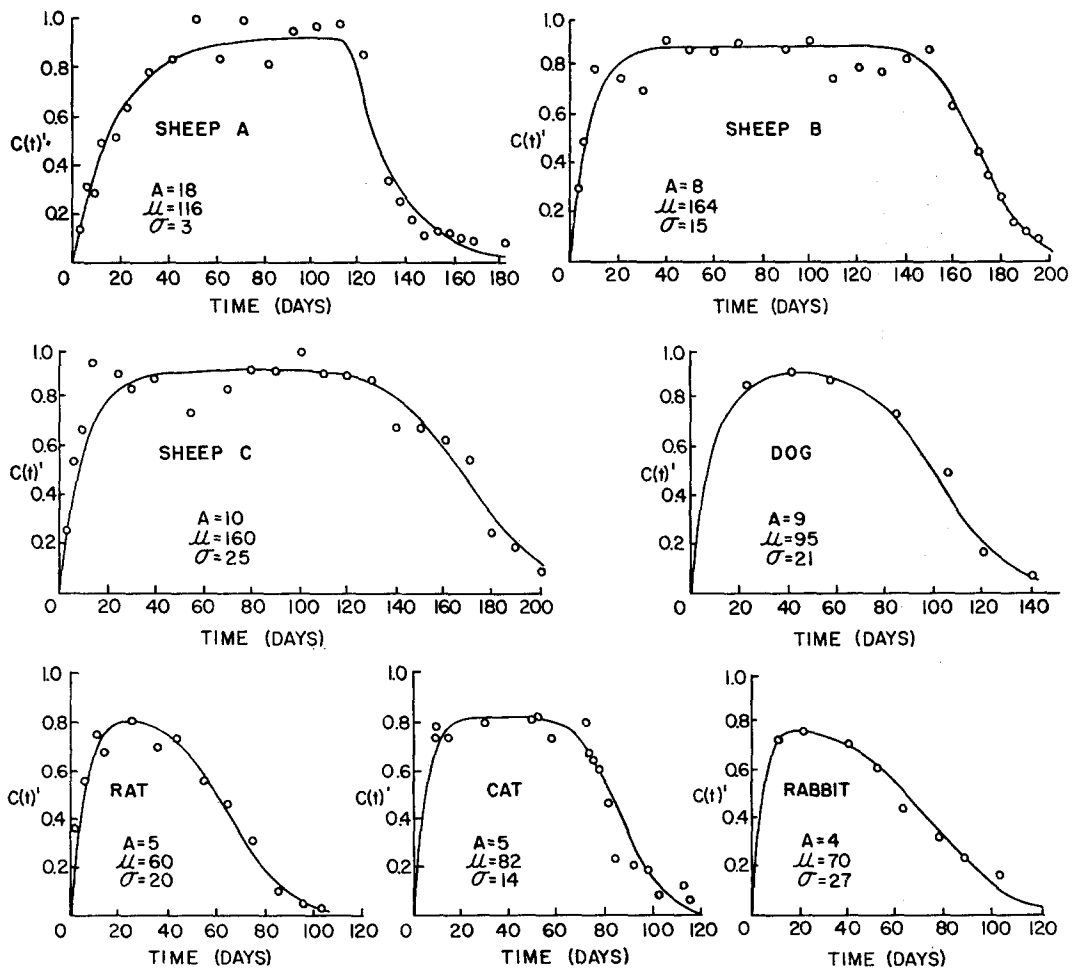 1.0
0.8
0.6
C(t)'.
0.4
0.2
SHEEP A
A=18
μ=116
σ=3
0 20 40 60 80 100 120 140 160 180
TIME (DAYS)
1.0
0.8
0.6
C(t)'
0.4
0.2
SHEEP B
A=8
μ=164
σ=15
0 20 40 60 80 100 120 140 160 180 200
TIME (DAYS)
1.0
0.8
0.6
C(t)'
0.4
0.2
SHEEP C
A=10
μ=160
σ=25
0 20 40 60 80 100 120 140 160 180 200
TIME (DAYS)
1.0
0.8
0.6
C(t)'
0.4
0.2
DOG
A=9
μ=95
σ=21
0 20 40 60 80 100 120 140
TIME (DAYS)
1.0
0.8
0.6
C(t)'
0.4
0.2
RAT
A=5
μ=60
σ=20
0 20 40 60 80 100 120
TIME (DAYS)
1.0
0.8
0.6
C(t)'
0.4
0.2
CAT
A=5
μ=82
σ=14
0 20 40 60 80 100 120
TIME (DAYS)
1.0
0.8
0.6
C(t)'
0.4
0.2
RABBIT
A=4
μ=70
σ=27
0 20 40 60 80 100 120
TIME (DAYS)